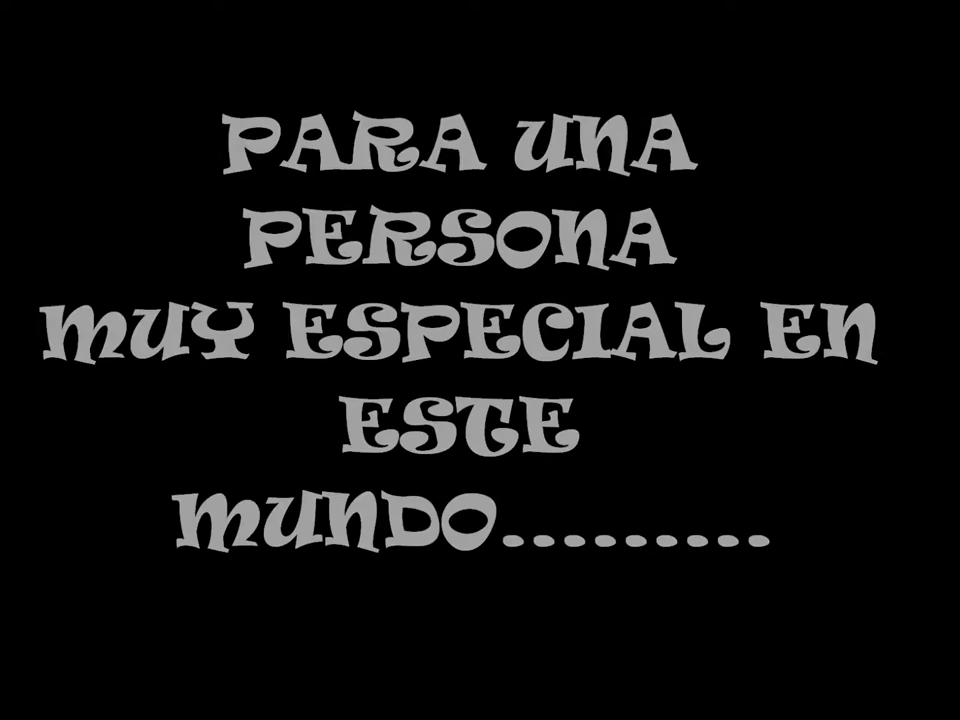 PARA UNA
PERSONA
MUY ESPECIAL EN
ESTE
MUNDO.........